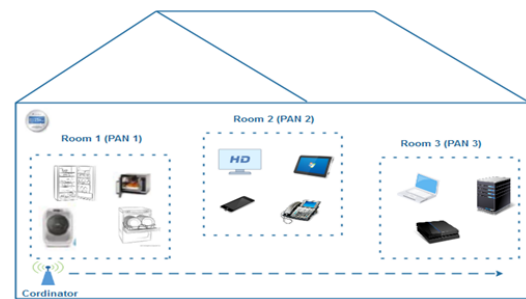 Room 1 (PAN 1)
Room 2 (PAN 2)
Room 3 (PAN 3)
HD
Cordinator